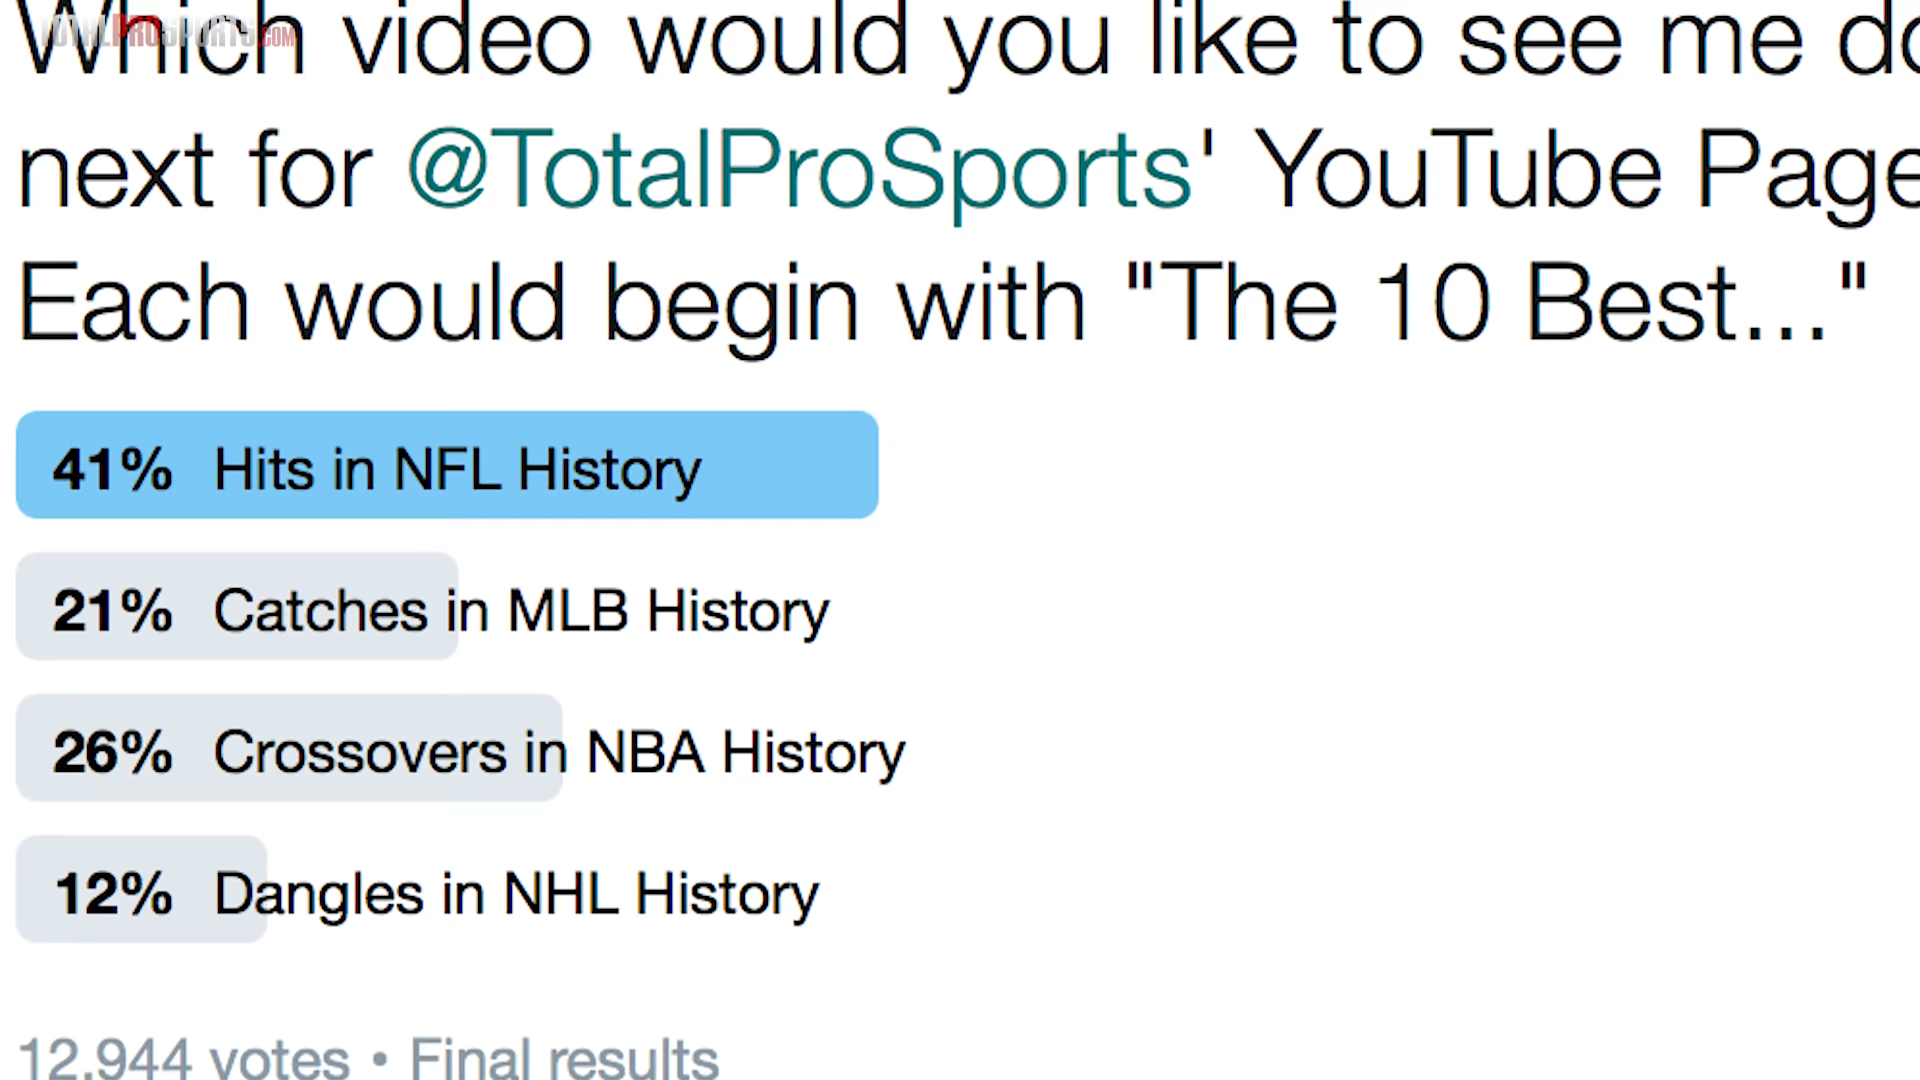 TOTALPROSPORTS.COM
Which video would you like to see me do
next for @TotalProSports' YouTube Page
Each would begin with "The 10 Best..."
41% Hits in NFL History
21% Catches in MLB History
26% Crossovers in NBA History
12% Dangles in NHL History
12,944 votes • Final results